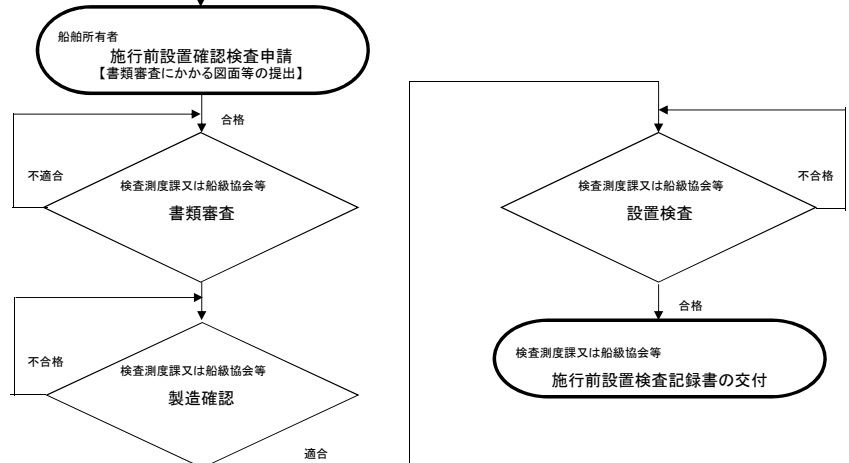 船舶所有者
施行前設置確認検査申請
【書類審査にかかる図面等の提出】
合格
不適合
検査測度課又は船級協会等
書類審査
不合格
検査測度課又は船級協会等
製造確認
適合
検査測度課又は船級協会等
設置検査
不合格
合格
検査測度課又は船級協会等
施行前設置検査記録書の交付